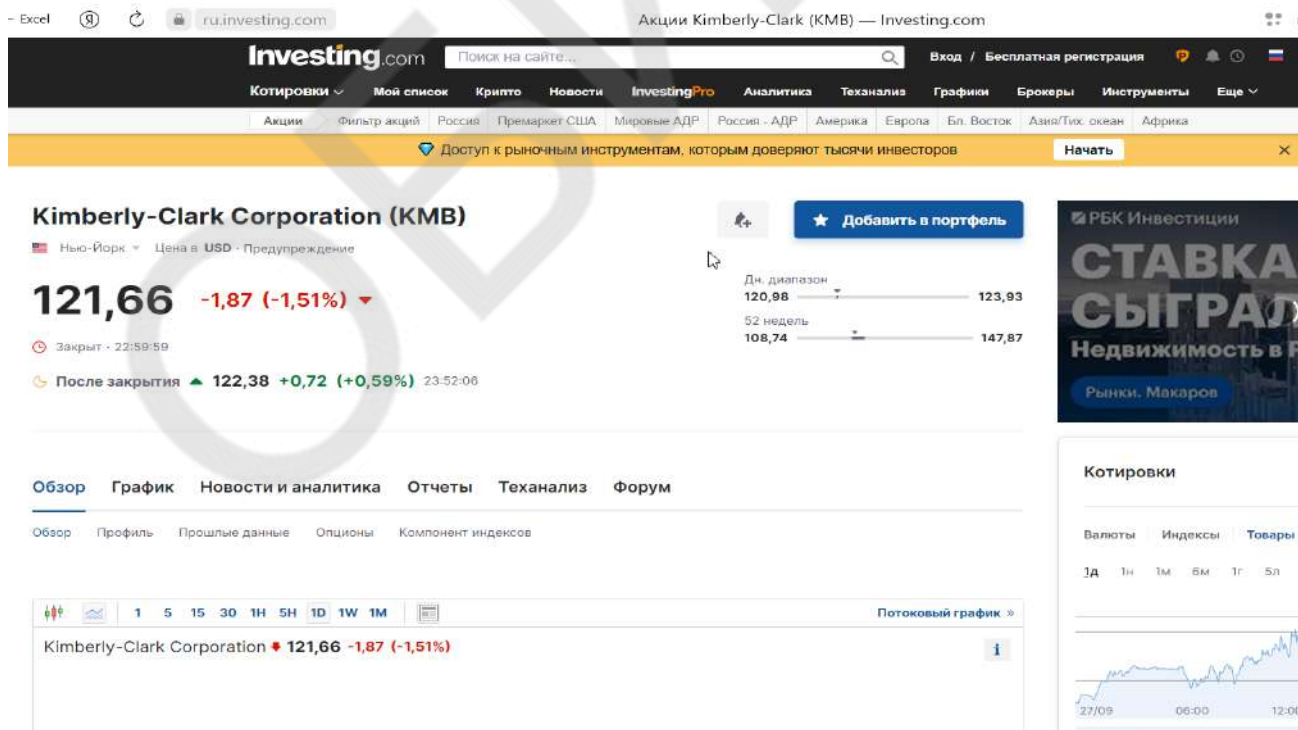 – Excel Я ru.investing.com Акции Kimberly-Clark (KMB) — Investing.com
Investing.com Поиск на сайте... Вход / Бесплатная регистрация
Котировки Мой список Крипто Новости InvestingPro Аналитика Теханализ Графики Брокеры Инструменты Еще
Акции Фильтр акций Россия Премаркет США Мировые АДР Россия - АДР Америка Европа Бл. Восток Азия/Тих. океан Африка
Доступ к рыночным инструментам, которым доверяют тысячи инвесторов Начать ×
Kimberly-Clark Corporation (KMB)
Добавить в портфель
Нью-Йорк Цена в USD · Предупреждение
121,66 -1,87 (-1,51%)
Закрыт · 22:59:59
После закрытия 122,38 +0,72 (+0,59%) 23:52:06
Дн. диапазон
120,98 123,93
52 недель
108,74 147,87
РБК Инвестиции
СТАВКА
СЫГРАЛ
Недвижимость в Р
Рынки. Макаров
Обзор График Новости и аналитика Отчеты Теханализ Форум
Обзор Профиль Прошлые данные Опционы Компонент индексов
1 5 15 30 1H 5H 1D 1W 1M Потоковый график »
Kimberly-Clark Corporation 121,66 -1,87 (-1,51%) i
Котировки
Валюты Индексы Товары
1д 1н 1м 6м 1г 5л
27/09 06:00 12:00